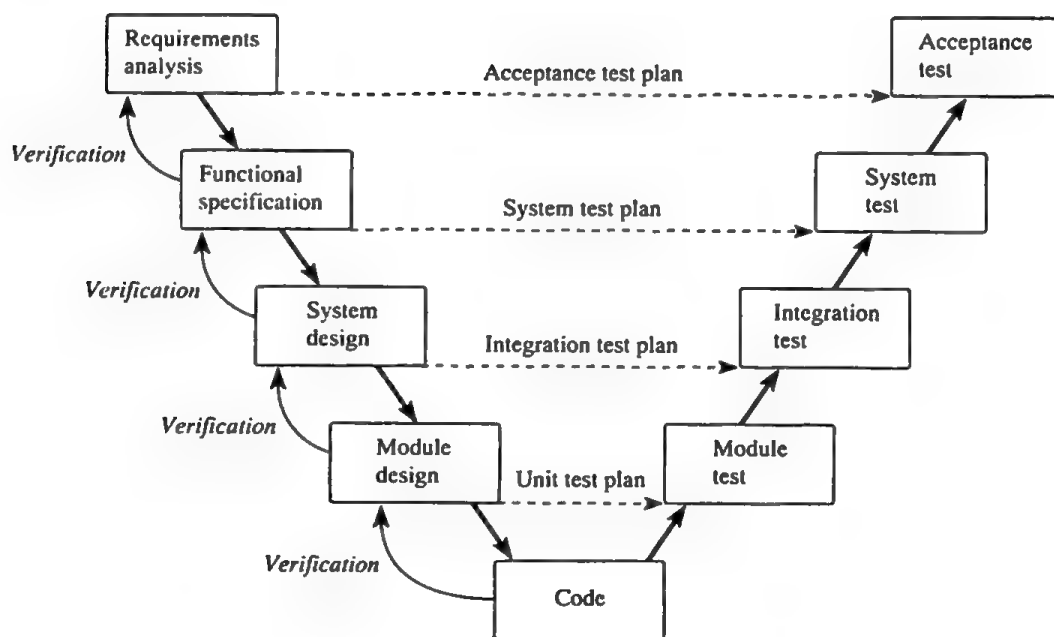 Requirements
analysis
Acceptance
test
Acceptance test plan
Verification
Functional
specification
System
test
System test plan
Verification
System
design
Integration
test
Integration test plan
Verification
Module
design
Module
test
Unit test plan
Verification
Code